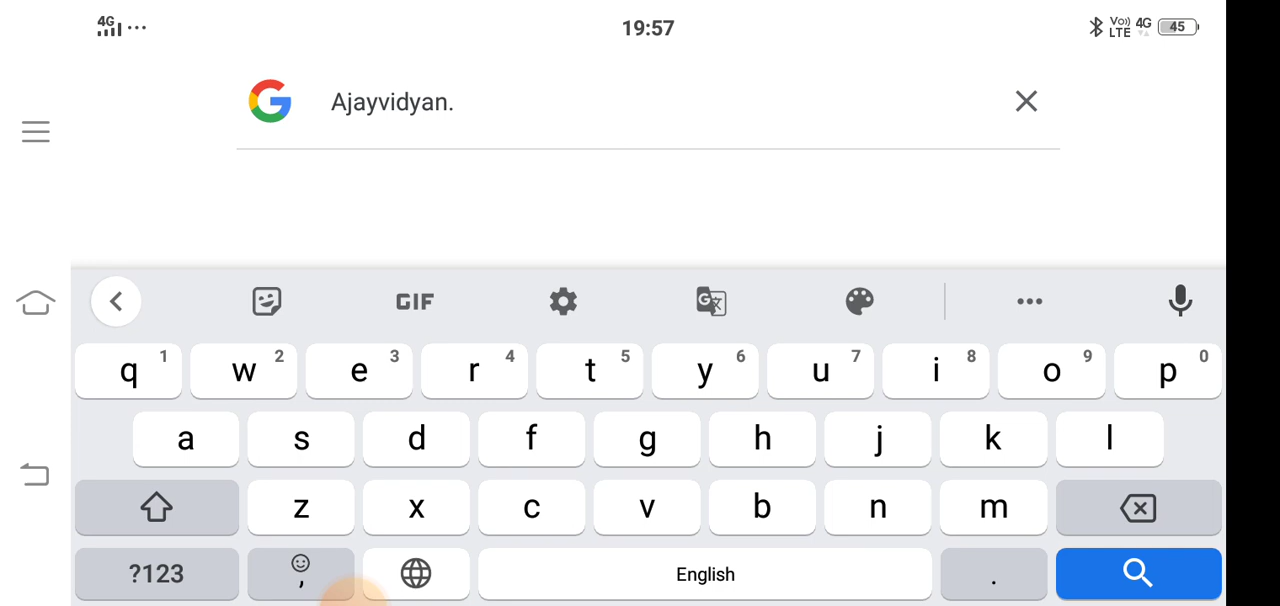 4G ... 19:57 Vo)) LTE 4G 45
G Ajayvidyan.
GIF G
q 1 w 2 e 3 r 4 t 5 y 6 u 7 i 8 o 9 p 0
a s d f g h j k l
z x c v b n m
?123 , English .